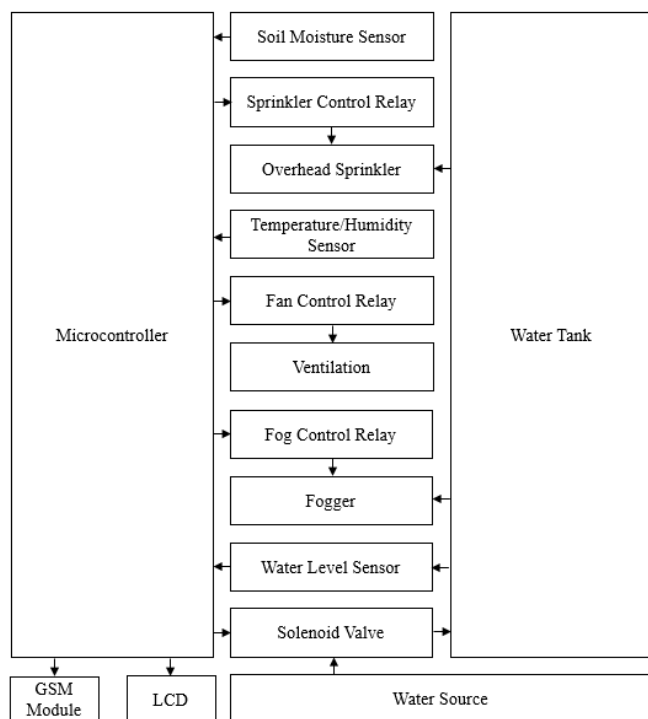 Soil Moisture Sensor
Sprinkler Control Relay
Overhead Sprinkler
Temperature/Humidity
Sensor
Microcontroller
Fan Control Relay
Water Tank
Ventilation
Fog Control Relay
Fogger
Water Level Sensor
Solenoid Valve
GSM
Module
LCD
Water Source